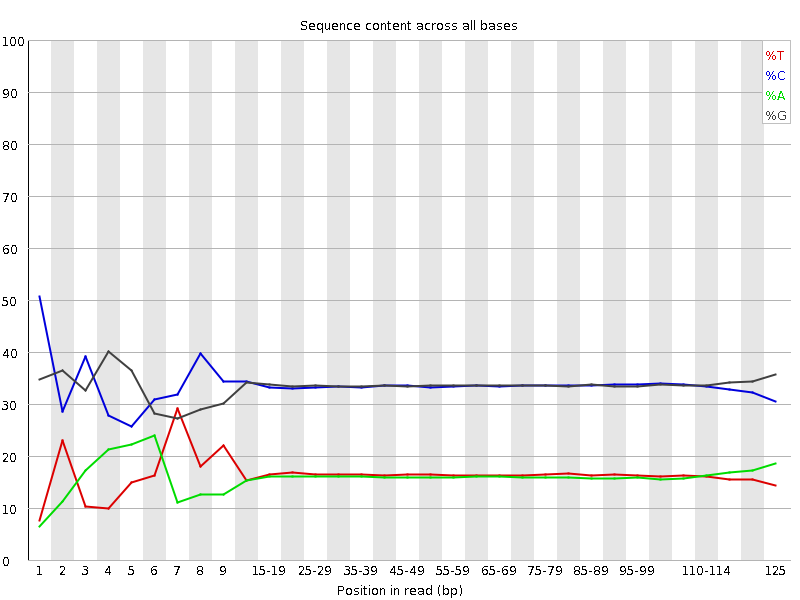 Sequence content across all bases
100
90
80
70
60
50
40
30
20
10
0
%T
%C
%A
%G
1 2 3 4 5 6 7 8 9 15-19 25-29 35-39 45-49 55-59 65-69 75-79 85-89 95-99 110-114 125
Position in read (bp)